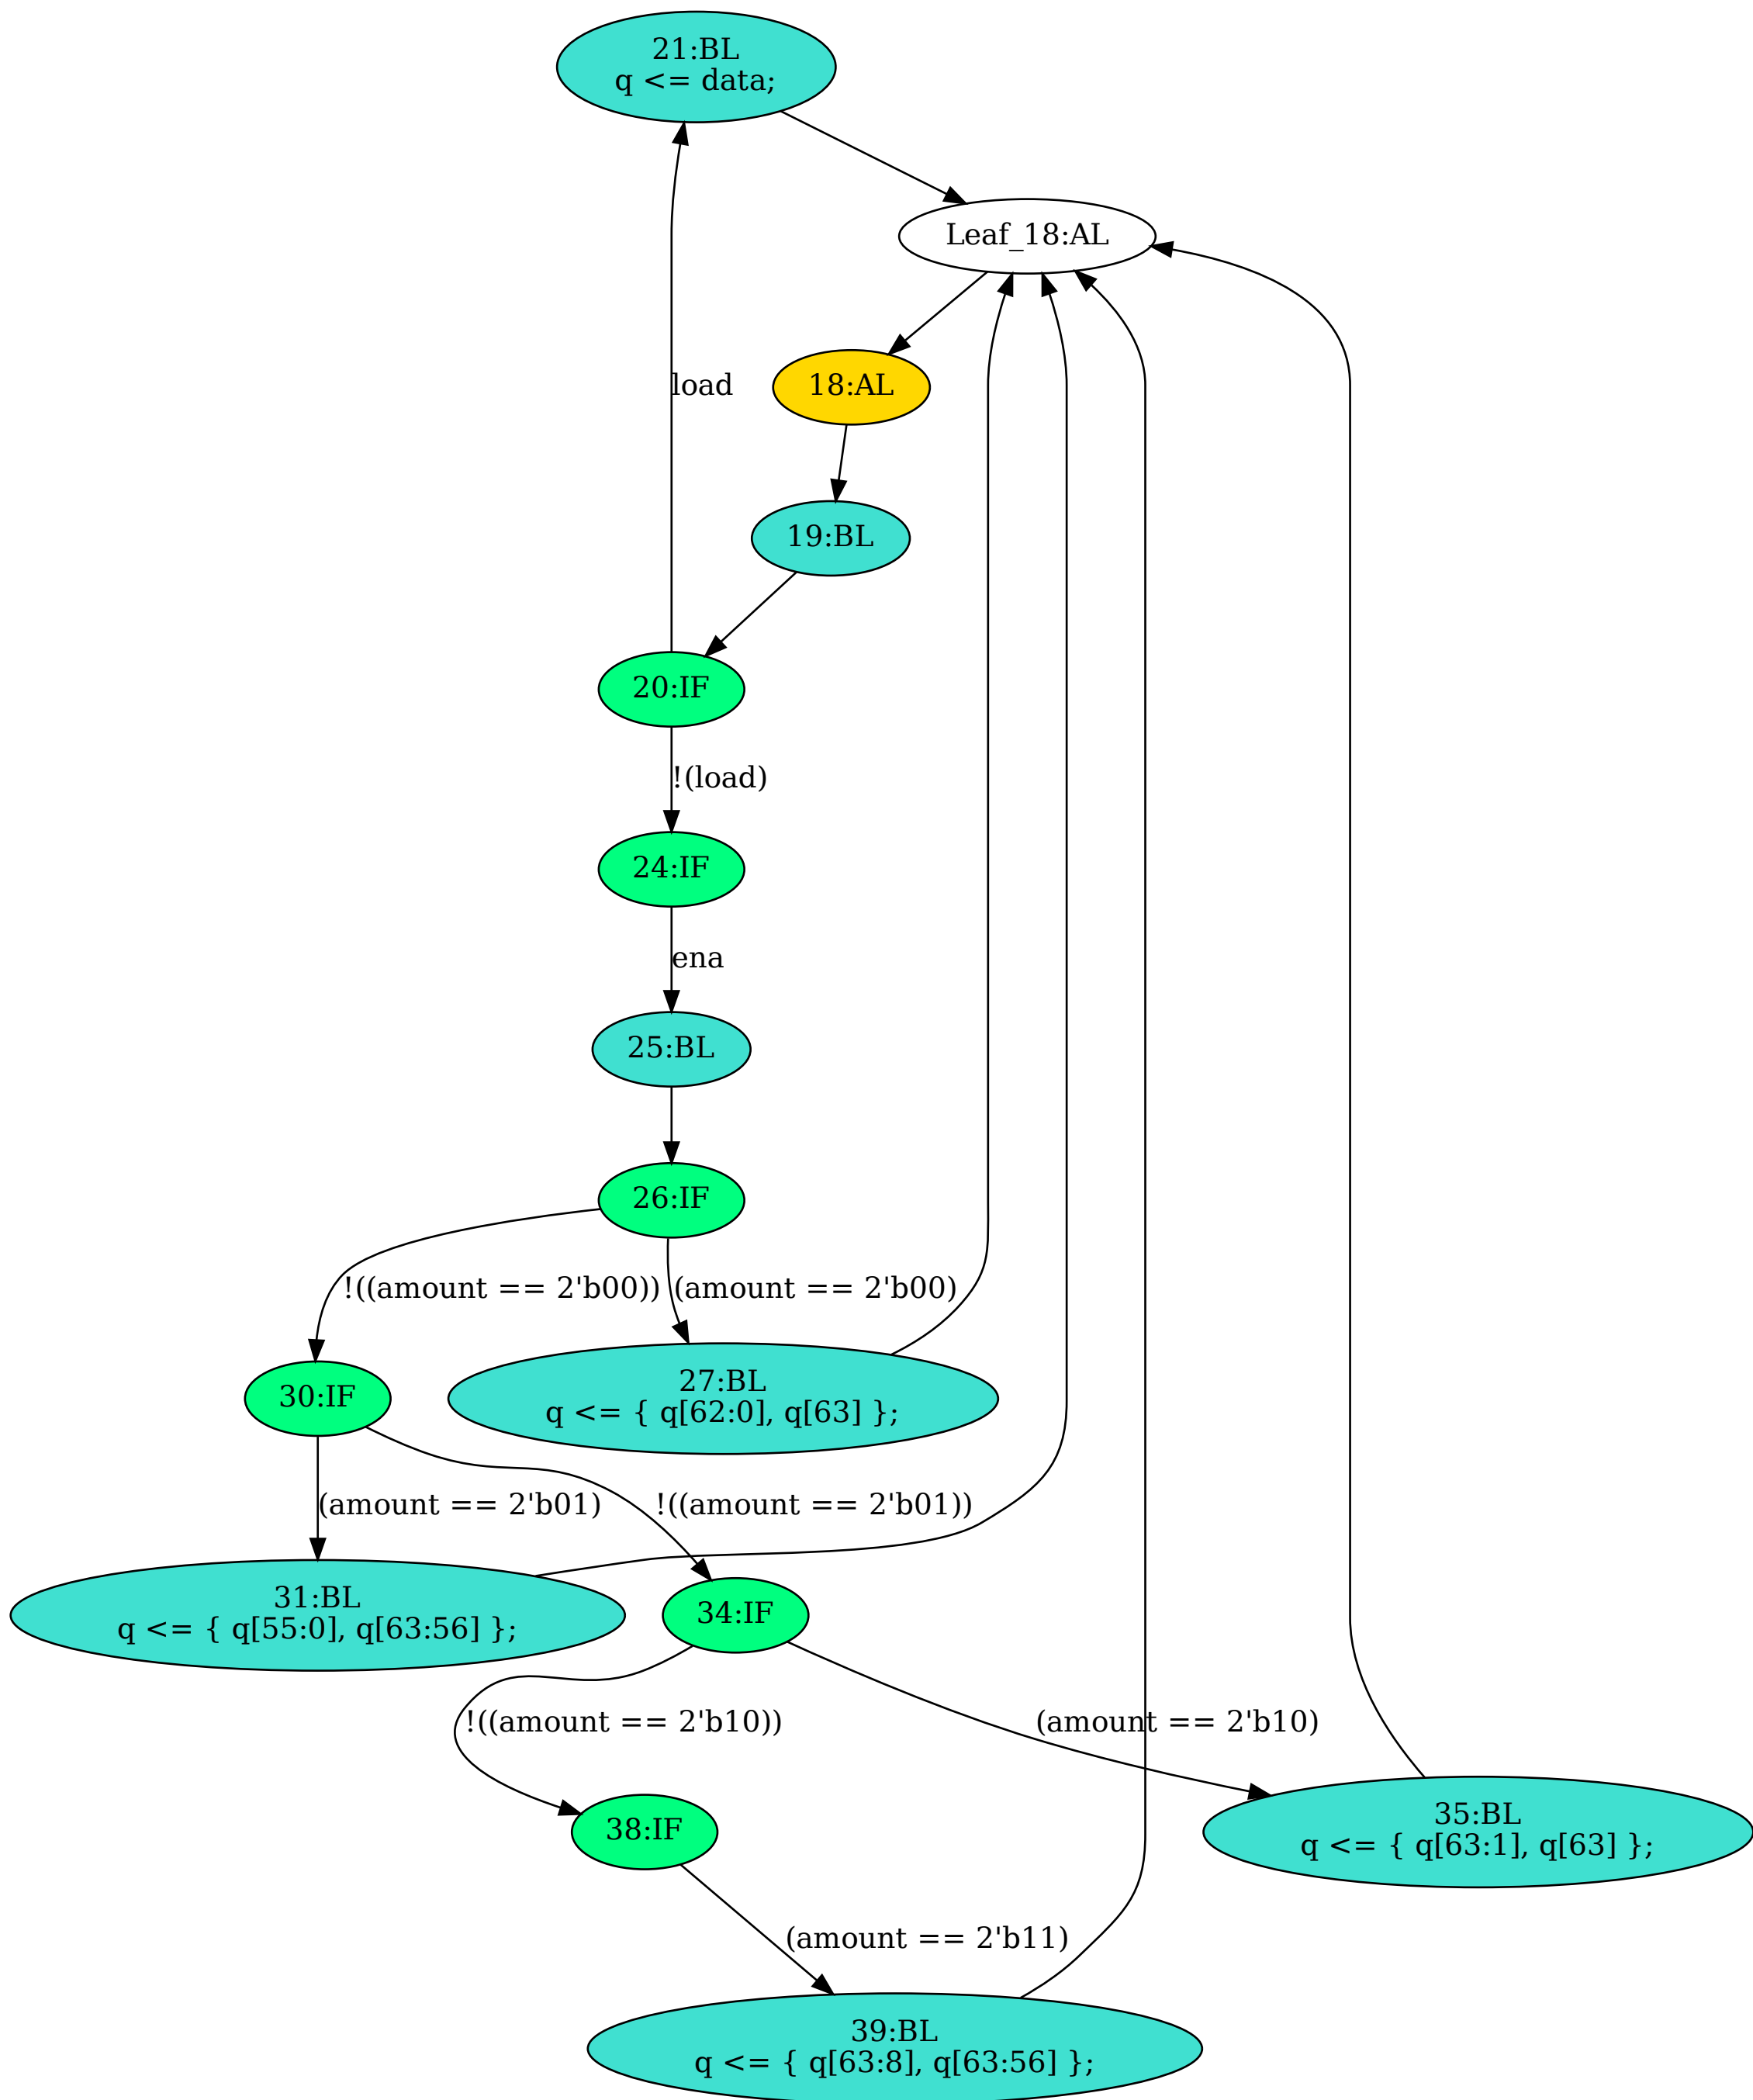 21:BL
q <= data;
Leaf_18:AL
load
18:AL
19:BL
20:IF
!(load)
24:IF
ena
25:BL
26:IF
!((amount == 2'b00))
(amount == 2'b00)
30:IF
27:BL
q <= { q[62:0], q[63] };
(amount == 2'b01)
!((amount == 2'b01))
31:BL
q <= { q[55:0], q[63:56] };
34:IF
!((amount == 2'b10))
(amount == 2'b10)
38:IF
35:BL
q <= { q[63:1], q[63] };
(amount == 2'b11)
39:BL
q <= { q[63:8], q[63:56] };